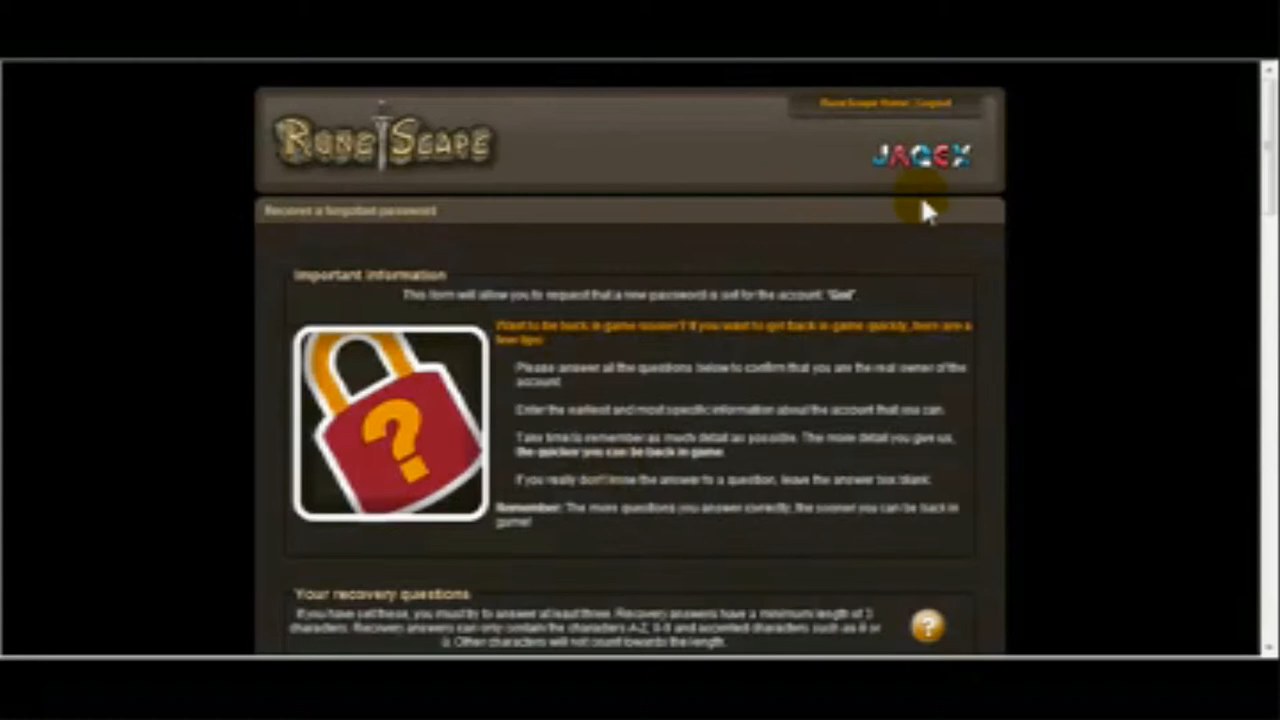 RUNESCAPE
RuneScape Home | Logout
JAGEX
Recover a forgotten password
Important Information
This form will allow you to request that a new password is set for the account
Want to be back in game sooner? If you want to get back in game quickly, here are a
few tips:
Please answer all the questions below to confirm that you are the real owner of the
account.
Enter the earliest and most specific information about the account that you can.
Take time to remember as much detail as possible. The more detail you give us,
the quicker you can be back in game.
If you really don't know the answer to a question, leave the answer box blank.
Remember: The more questions you answer correctly, the sooner you can be back in
game!
?
Your recovery questions
If you have set these, you must try to answer at least three. Recovery answers have a minimum length of 3
characters. Recovery answers can only contain the characters A-Z, 0-9 and accented characters such as
Other characters will not count towards the length.
?